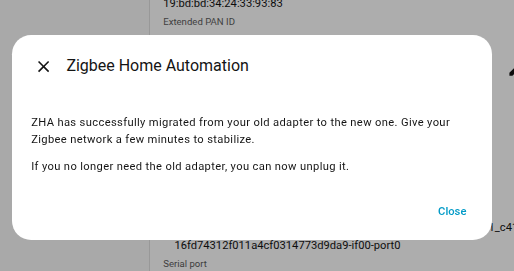 19:bd:bd:34:24:33:93:83
Extended PAN ID
Zigbee Home Automation
ZHA has successfully migrated from your old adapter to the new one. Give your
Zigbee network a few minutes to stabilize.
If you no longer need the old adapter, you can now unplug it.
Close
16fd74312f011a4cf0314773d9da9-if00-port0
Serial port